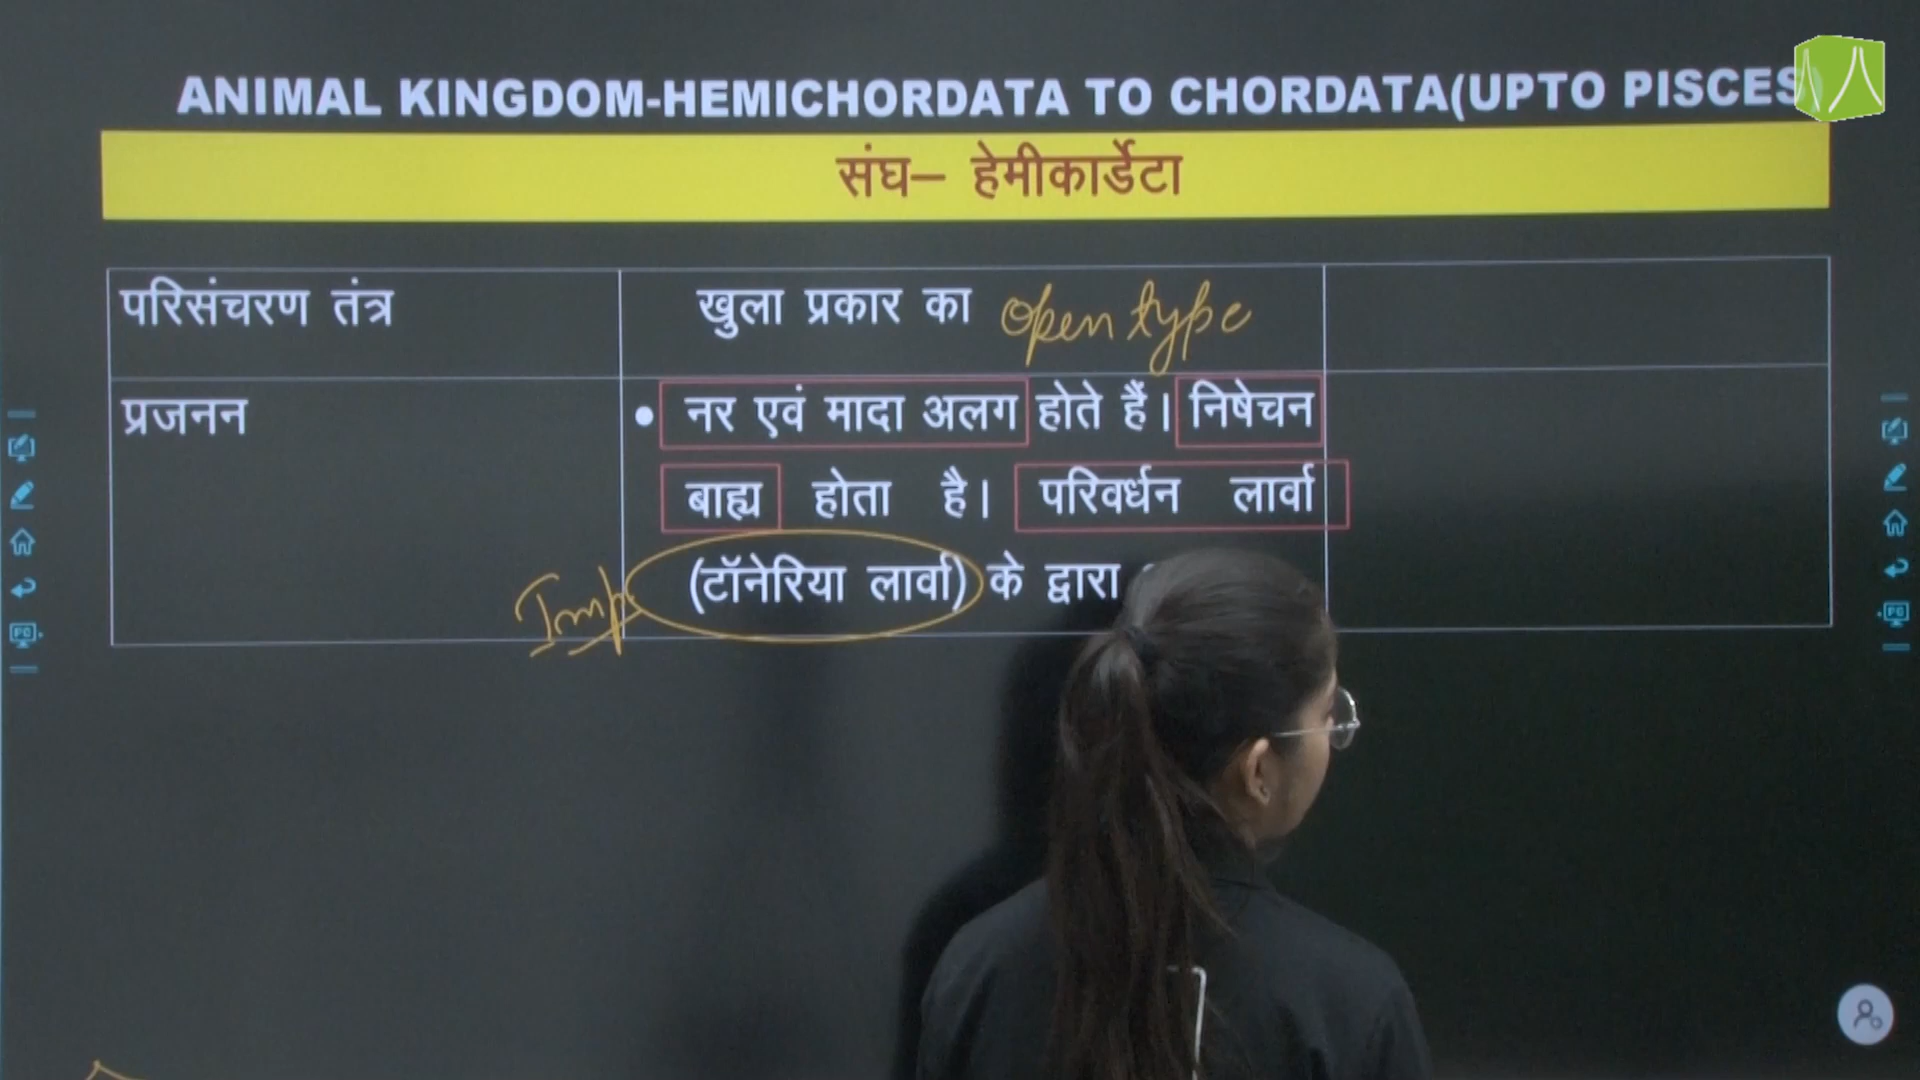 ANIMAL KINGDOM-HEMICHORDATA TO CHORDATA(UPTO PISCES
संघ– हेमीकार्डेटा
परिसंचरण तंत्र
खुला प्रकार का open type
प्रजनन
• नर एवं मादा अलग होते हैं। निषेचन
बाह्य होता है। परिवर्धन लार्वा
Imp (टॉनेरिया लार्वा) के द्वारा